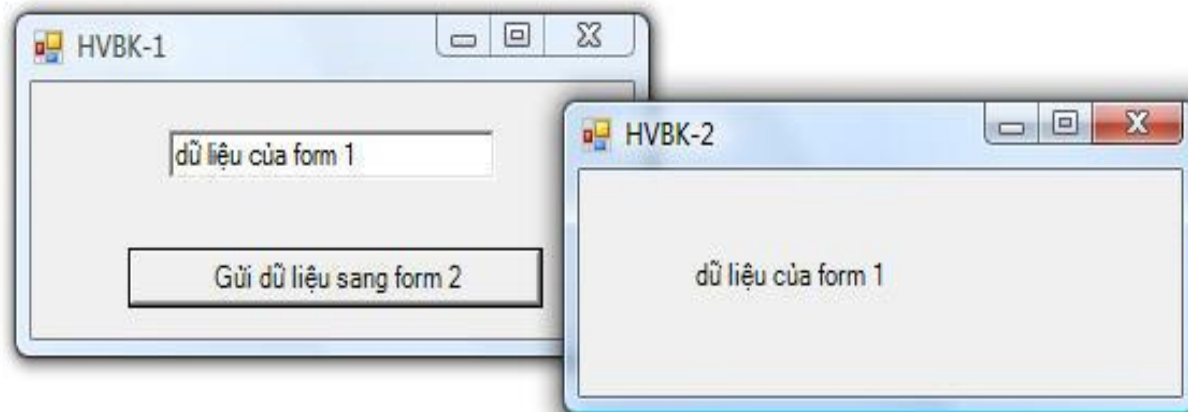 HVBK-1
dữ liệu của form 1
Gửi dữ liệu sang form 2
HVBK-2
dữ liệu của form 1